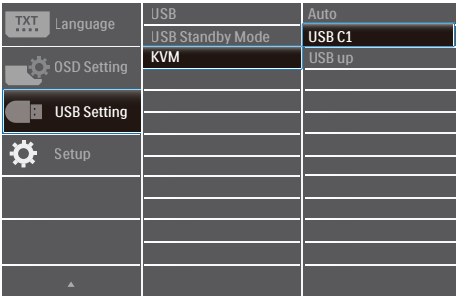 TXT
Language
OSD Setting
USB Setting
Setup
USB
USB Standby Mode
KVM
Auto
USB C1
USB up